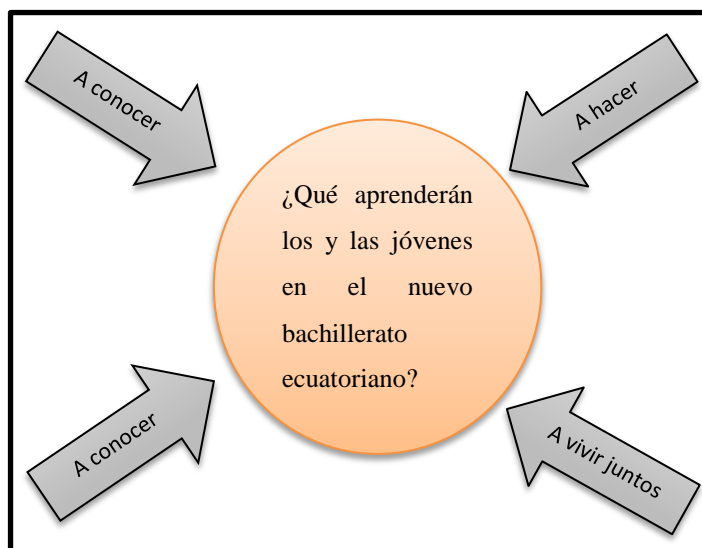 A conocer
A hacer
¿Qué aprenderán
los y las jóvenes
en el nuevo
bachillerato
ecuatoriano?
A conocer
A vivir juntos